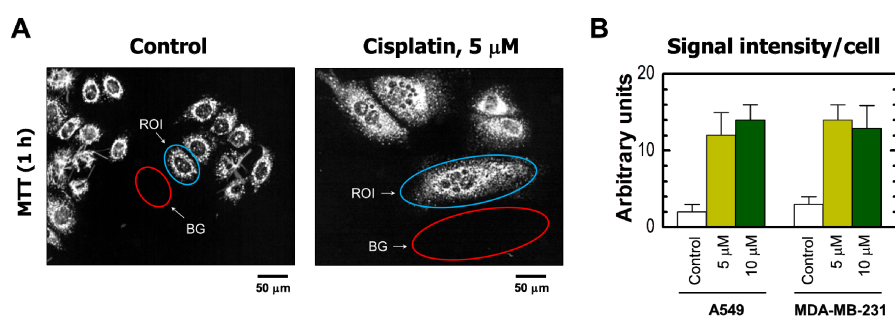 A
Control
Cisplatin, 5 μM
MTT (1 h)
ROI
BG
50 μm
ROI
BG
50 μm
B
Signal intensity/cell
Arbitrary units
20
10
0
Control
5 μM
10 μM
Control
5 μM
10 μM
A549
MDA-MB-231